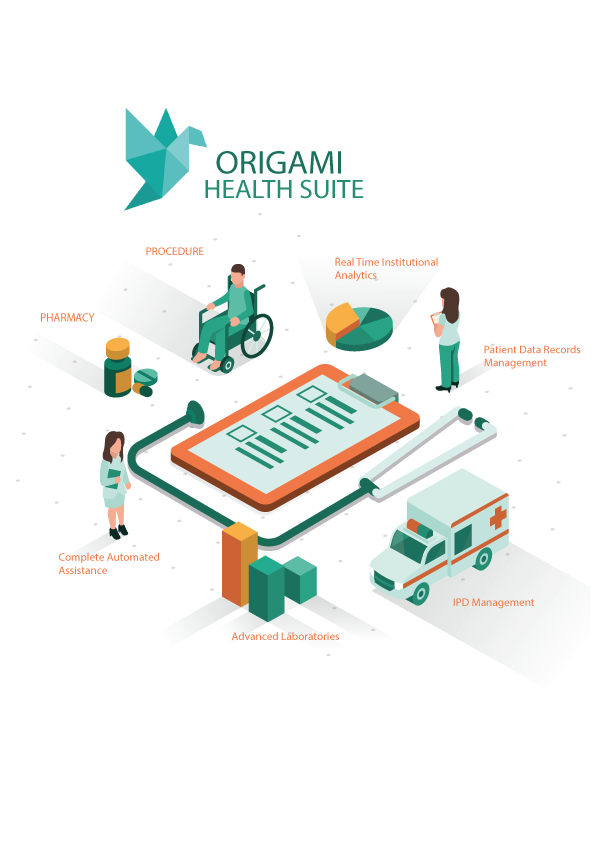 ORIGAMI
HEALTH SUITE
PROCEDURE
Real Time Institutional
Analytics
PHARMACY
Patient Data Records
Management
Complete Automated
Assistance
IPD Management
Advanced Laboratories